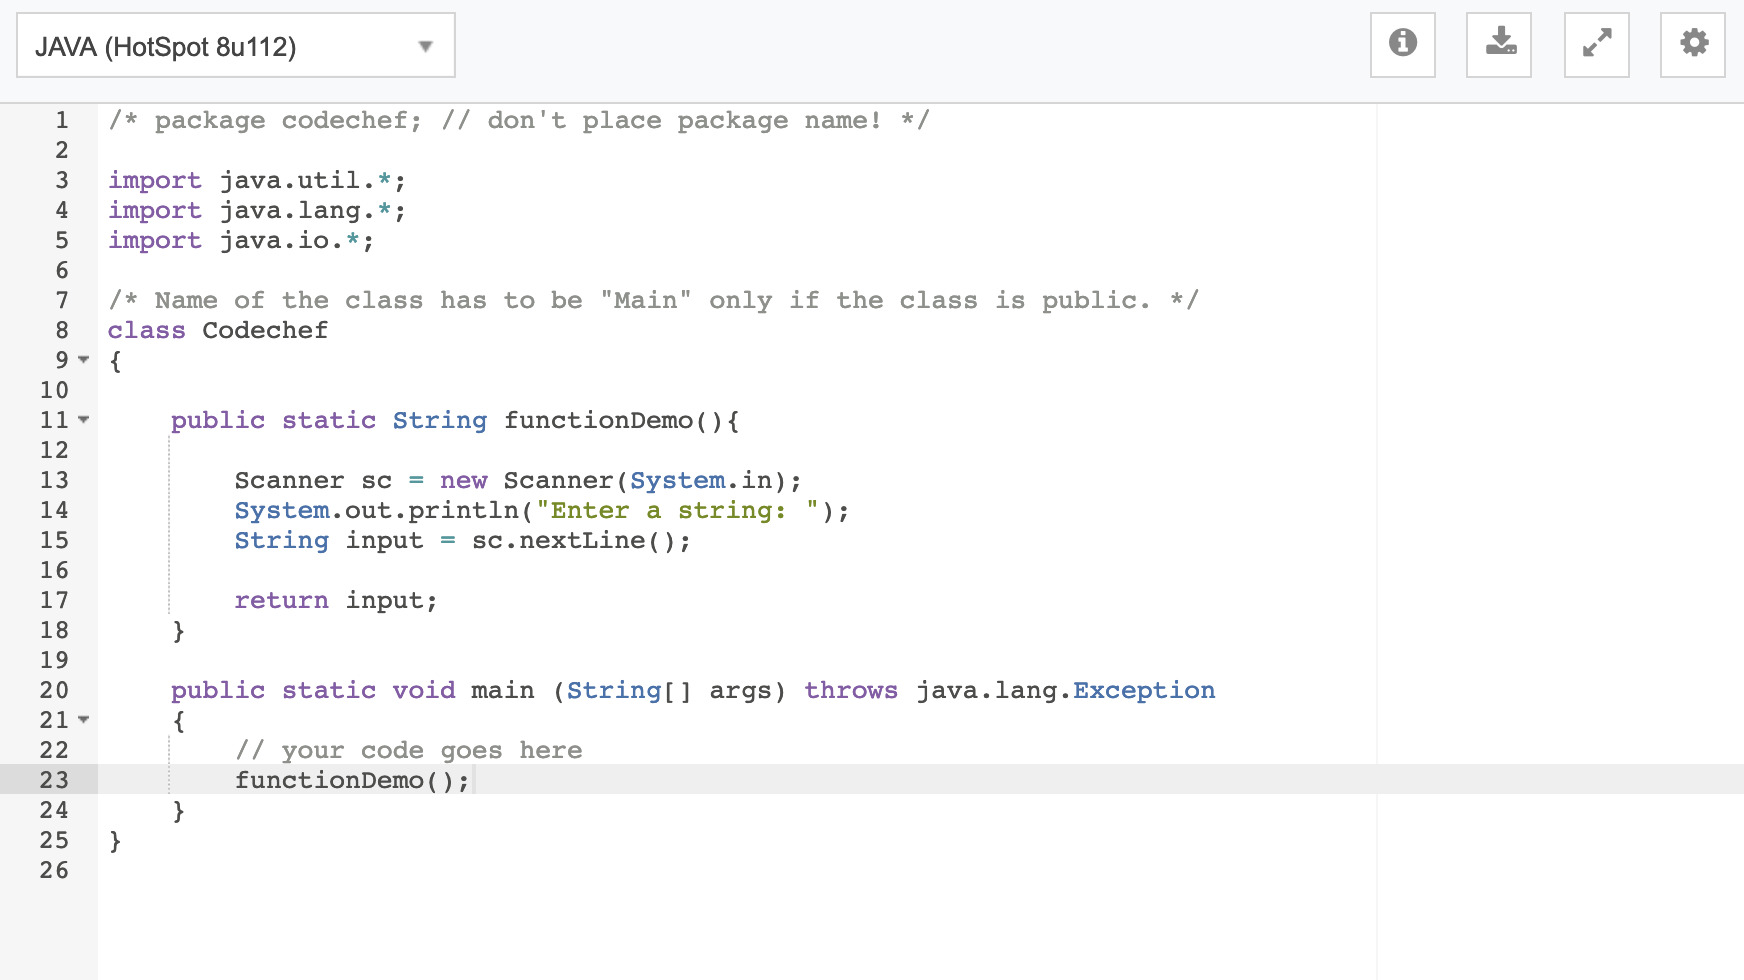 JAVA (HotSpot 8u112)
1 /* package codechef; // don't place package name! */
2
3 import java.util.*;
4 import java.lang.*;
5 import java.io.*;
6
7 /* Name of the class has to be "Main" only if the class is public. */
8 class Codechef
9 {
10
11     public static String functionDemo(){
12
13         Scanner sc = new Scanner(System.in);
14         System.out.println("Enter a string: ");
15         String input = sc.nextLine();
16
17         return input;
18     }
19
20     public static void main (String[] args) throws java.lang.Exception
21     {
22         // your code goes here
23         functionDemo();
24     }
25 }
26